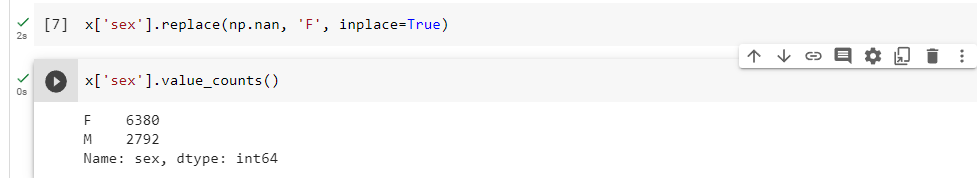 [7] x['sex'].replace(np.nan, 'F', inplace=True)
2s
x['sex'].value_counts()
0s
F 6380
M 2792
Name: sex, dtype: int64